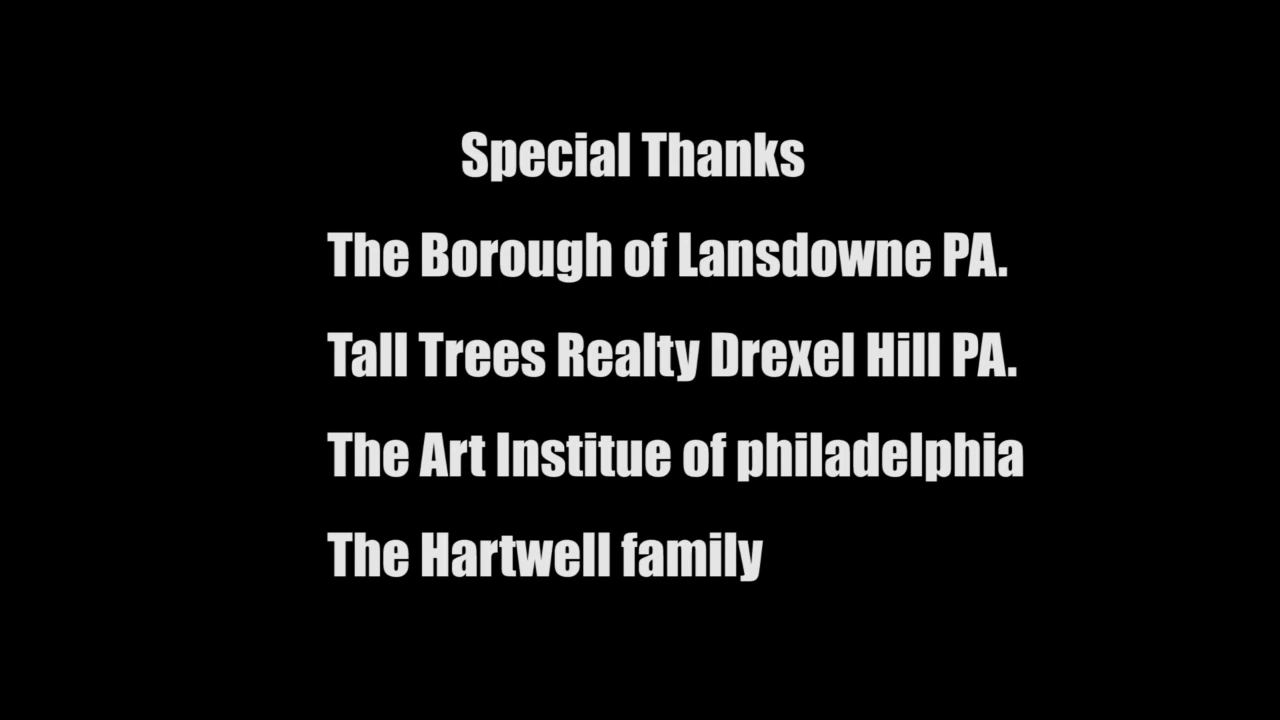 Special Thanks
The Borough of Lansdowne PA.
Tall Trees Realty Drexel Hill PA.
The Art Institue of philadelphia
The Hartwell family